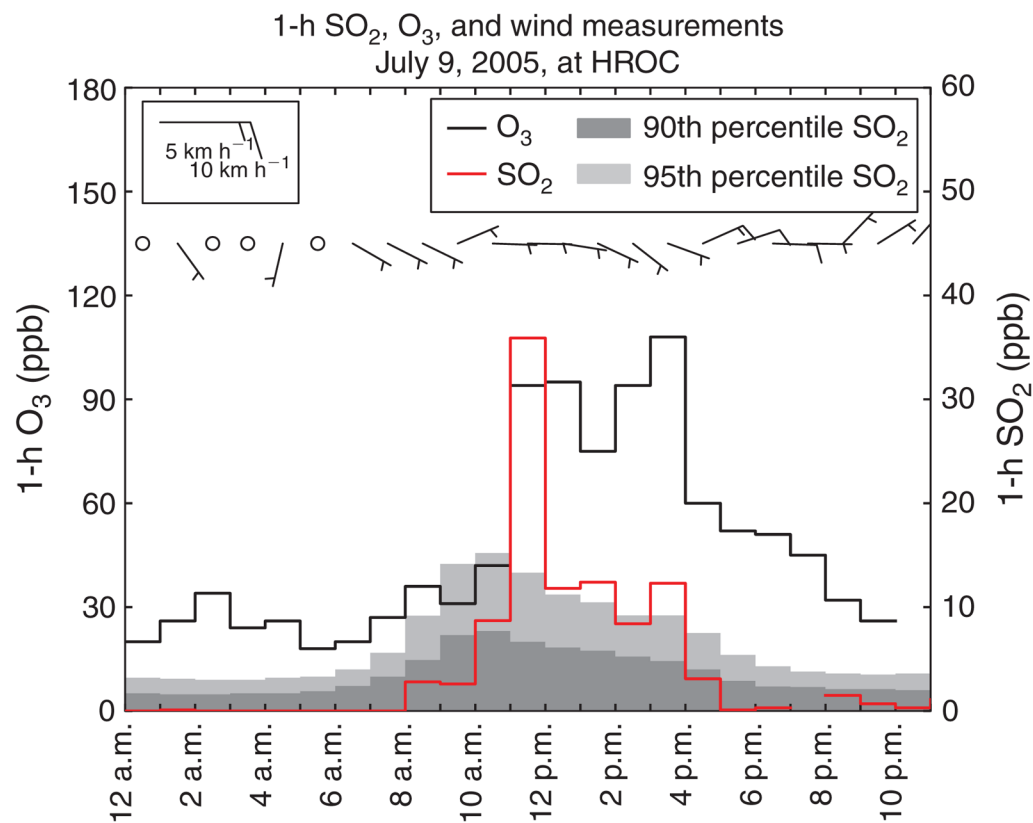 1-h SO₂, O₃, and wind measurements
July 9, 2005, at HROC
180
150
120
90
60
30
0
1-h O₃ (ppb)
5 km h⁻¹
10 km h⁻¹
O₃
SO₂
90th percentile SO₂
95th percentile SO₂
60
50
40
30
20
10
0
1-h SO₂ (ppb)
12 a.m.
2 a.m.
4 a.m.
6 a.m.
8 a.m.
10 a.m.
12 p.m.
2 p.m.
4 p.m.
6 p.m.
8 p.m.
10 p.m.